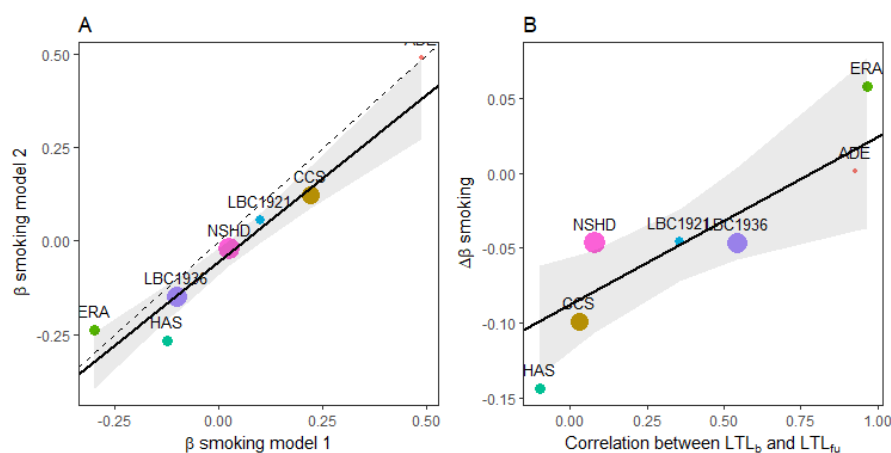 A
β smoking model 2
0.50
0.25
0.00
-0.25
ADE
CCS
LBC1921
NSHD
LBC1936
ERA
HAS
-0.25
0.00
0.25
0.50
β smoking model 1
B
Δβ smoking
0.05
0.00
-0.05
-0.10
-0.15
ERA
ADE
NSHD
LBC1921
LBC1936
CCS
HAS
0.00
0.25
0.50
0.75
1.00
Correlation between LTLb and LTLfu